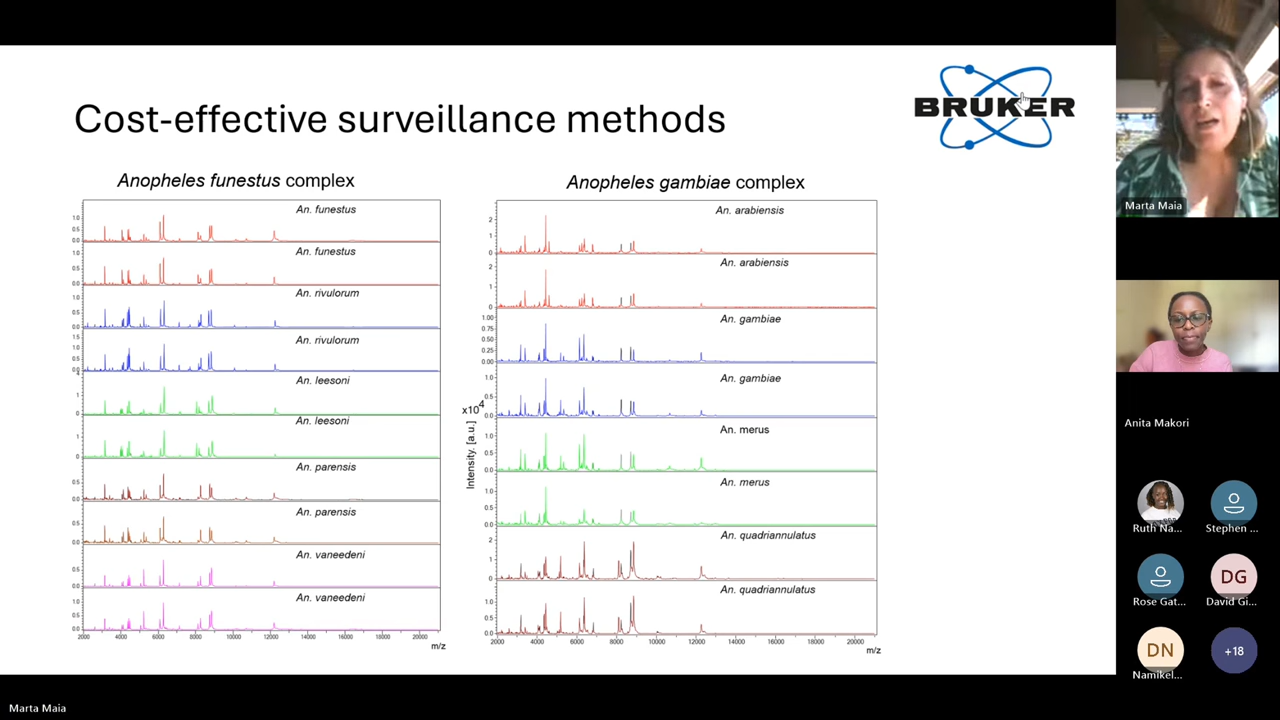 Cost-effective surveillance methods
BRUKER
Anopheles funestus complex
An. funestus
An. funestus
An. rivulorum
An. rivulorum
An. leesoni
An. leesoni
An. parensis
An. parensis
An. vaneedeni
An. vaneedeni
2000 4000 6000 8000 10000 12000 14000 16000 18000 20000
m/z
Anopheles gambiae complex
x10⁴
Intensity. [a.u.]
An. arabiensis
An. arabiensis
An. gambiae
An. gambiae
An. merus
An. merus
An. quadriannulatus
An. quadriannulatus
2000 4000 6000 8000 10000 12000 14000 16000 18000 20000
m/z
Marta Maia
Anita Makori
Ruth Na...
Stephen ...
Rose Gat...
DG
David Gi...
DN
Namikel...
+18
Marta Maia